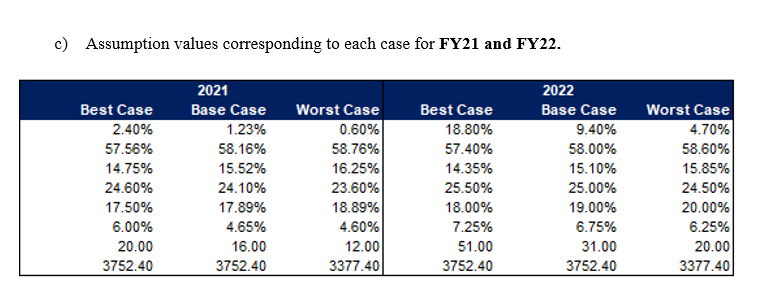 c) Assumption values corresponding to each case for FY21 and FY22.
2021 2022
Best Case Base Case Worst Case Best Case Base Case Worst Case
2.40% 1.23% 0.60% 18.80% 9.40% 4.70%
57.56% 58.16% 58.76% 57.40% 58.00% 58.60%
14.75% 15.52% 16.25% 14.35% 15.10% 15.85%
24.60% 24.10% 23.60% 25.50% 25.00% 24.50%
17.50% 17.89% 18.89% 18.00% 19.00% 20.00%
6.00% 4.65% 4.60% 7.25% 6.75% 6.25%
20.00 16.00 12.00 51.00 31.00 20.00
3752.40 3752.40 3377.40 3752.40 3752.40 3377.40